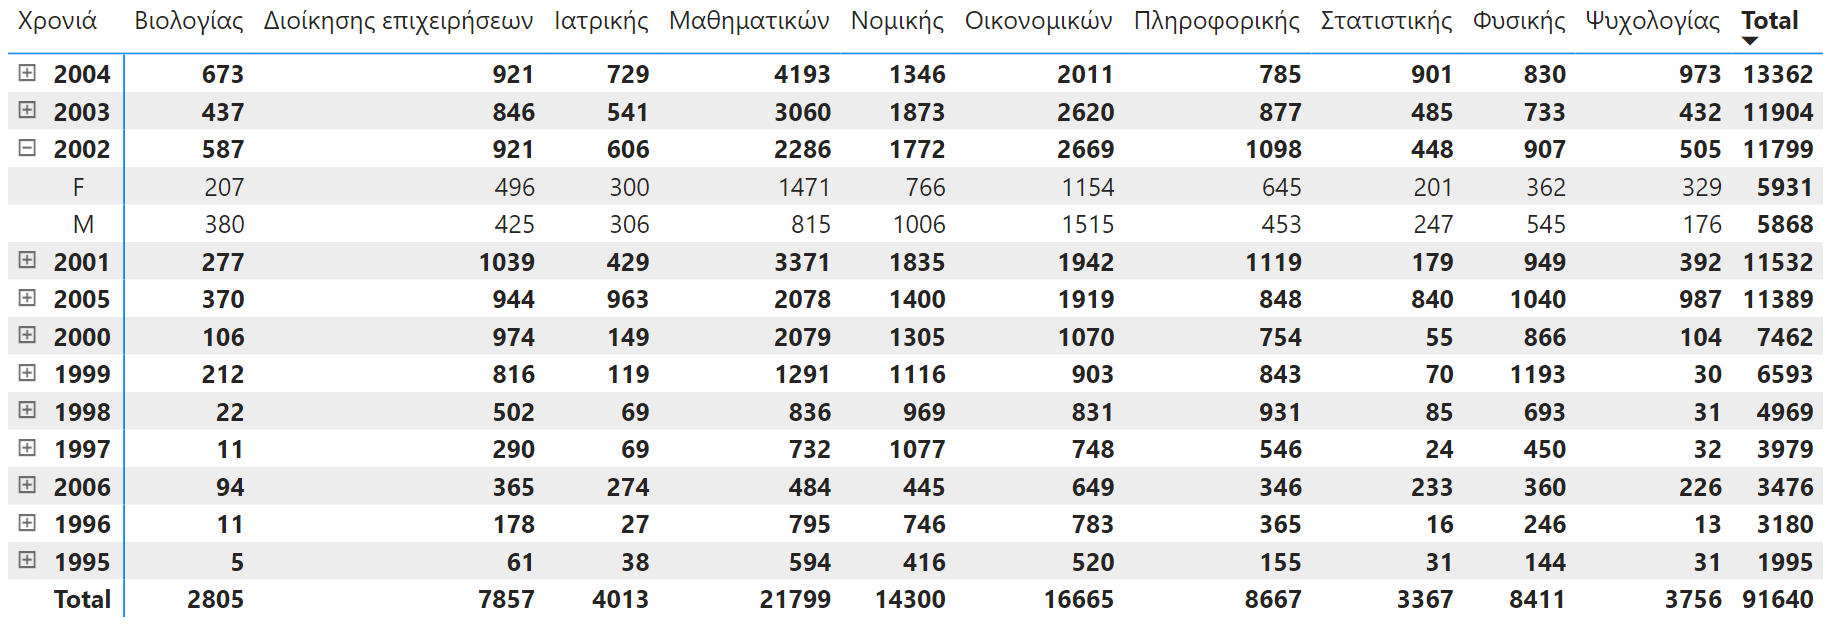 Χρονιά Βιολογίας Διοίκησης επιχειρήσεων Ιατρικής Μαθηματικών Νομικής Οικονομικών Πληροφορικής Στατιστικής Φυσικής Ψυχολογίας Total
2004 673 921 729 4193 1346 2011 785 901 830 973 13362
2003 437 846 541 3060 1873 2620 877 485 733 432 11904
2002 587 921 606 2286 1772 2669 1098 448 907 505 11799
F 207 496 300 1471 766 1154 645 201 362 329 5931
M 380 425 306 815 1006 1515 453 247 545 176 5868
2001 277 1039 429 3371 1835 1942 1119 179 949 392 11532
2005 370 944 963 2078 1400 1919 848 840 1040 987 11389
2000 106 974 149 2079 1305 1070 754 55 866 104 7462
1999 212 816 119 1291 1116 903 843 70 1193 30 6593
1998 22 502 69 836 969 831 931 85 693 31 4969
1997 11 290 69 732 1077 748 546 24 450 32 3979
2006 94 365 274 484 445 649 346 233 360 226 3476
1996 11 178 27 795 746 783 365 16 246 13 3180
1995 5 61 38 594 416 520 155 31 144 31 1995
Total 2805 7857 4013 21799 14300 16665 8667 3367 8411 3756 91640